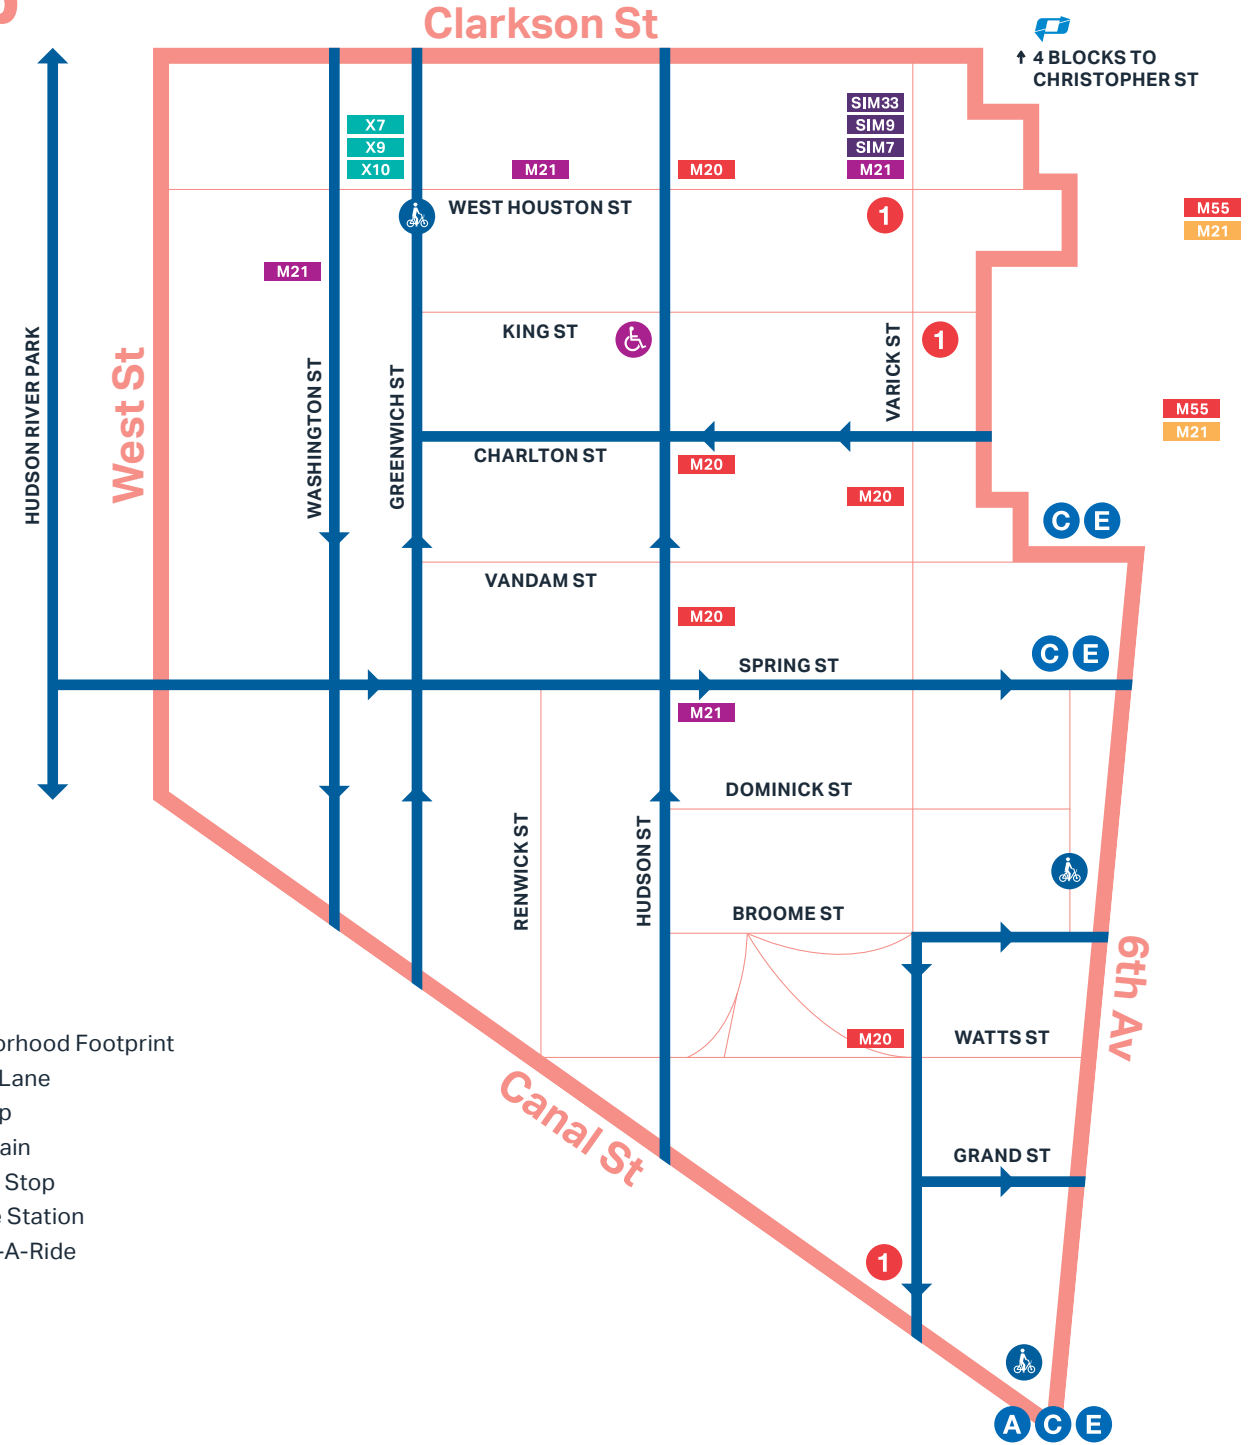 Clarkson St
4 BLOCKS TO
CHRISTOPHER ST
SIM33
X7
SIM9
X9
SIM7
X10
M21
M20
M21
WEST HOUSTON ST
1
M55
M21
M21
KING ST
1
HUDSON RIVER PARK
West St
WASHINGTON ST
GREENWICH ST
VARICK ST
M55
M21
CHARLTON ST
M20
M20
C E
VANDAM ST
M20
SPRING ST
C E
M21
DOMINICK ST
RENWICK ST
HUDSON ST
BROOME ST
6th Av
M20
WATTS ST
orhood Footprint
Lane
p
ain
Stop
e Station
-A-Ride
Canal St
GRAND ST
1
A C E